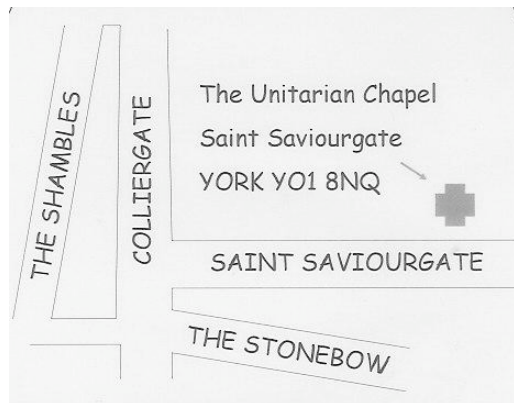 The Unitarian Chapel
Saint Saviourgate
YORK YO1 8NQ
THE SHAMBLES
COLLIERGATE
SAINT SAVIOURGATE
THE STONEBOW